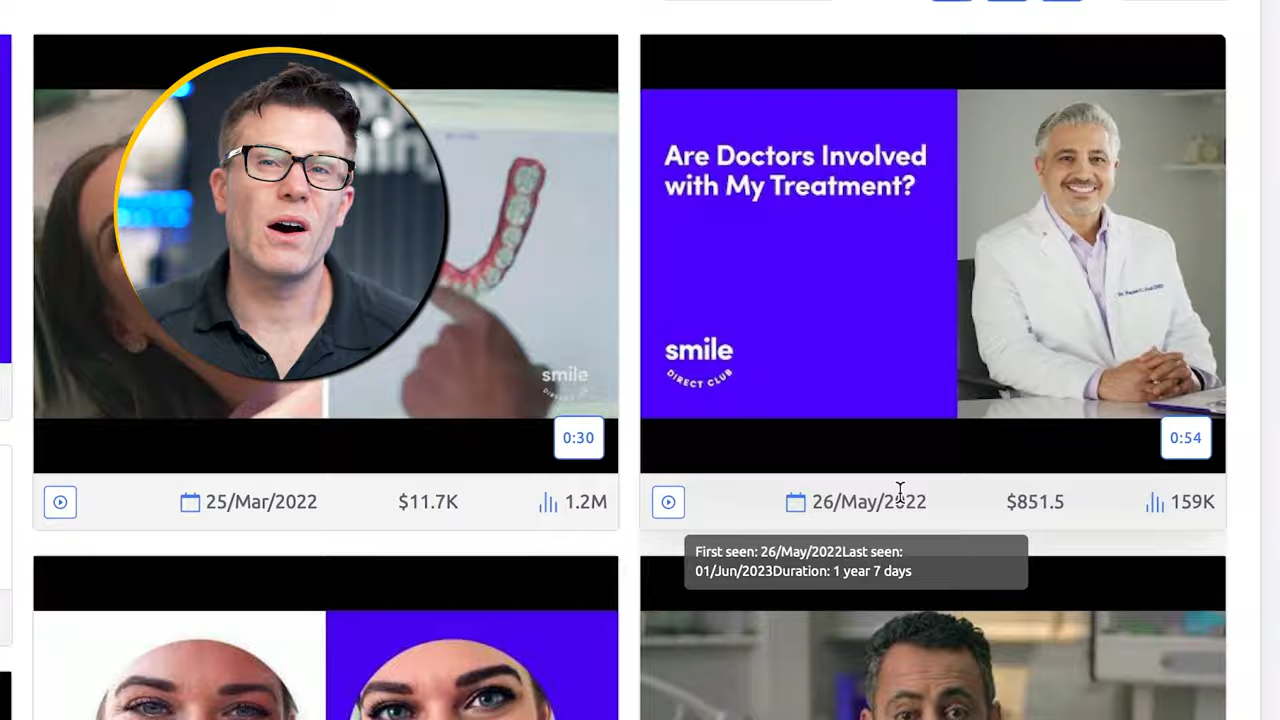 Are Doctors Involved
with My Treatment?
smile
DIRECT CLUB
smile
0:30
0:54
25/Mar/2022
$11.7K
1.2M
26/May/2022
$851.5
159K
First seen: 26/May/2022Last seen:
01/Jun/2023Duration: 1 year 7 days